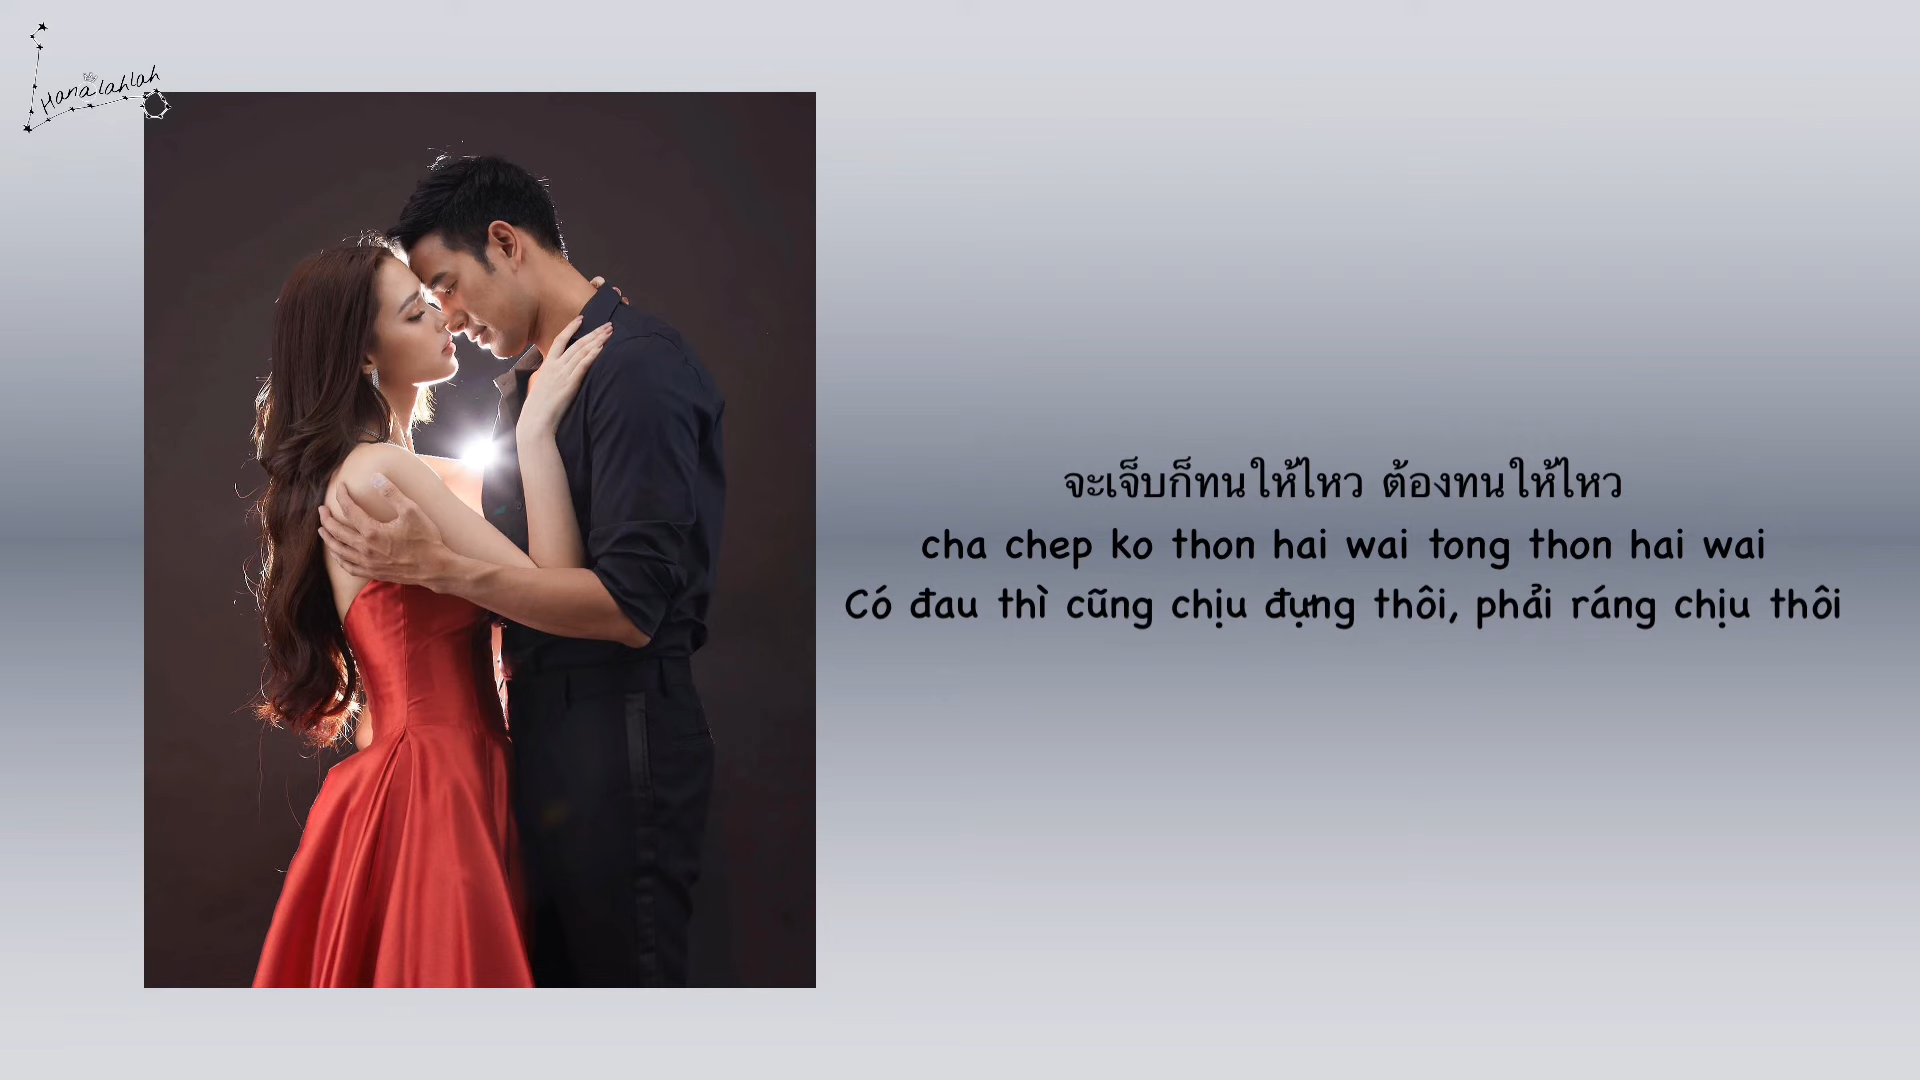 Hanalahlah
จะเจ็บก็ทนให้ไหว ต้องทนให้ไหว
cha chep ko thon hai wai tong thon hai wai
Có đau thì cũng chịu đựng thôi, phải ráng chịu thôi